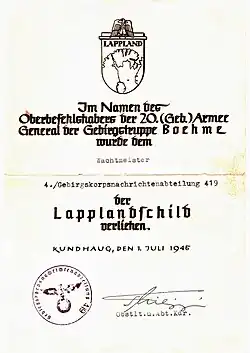 LAPPLAND
Im Namen des
Oberbefehlshabers der 20.(Geb.) Armee
General der Gebirgstruppe Boehme
wurde dem
Wachtmeister
4./Gebirgskorpsnachrichtenabteilung 419
der
Lapplandschild
verliehen.
KUNDHAUG, DEN 1. JULI 1945
Obstlt.u.Abt.Kdr.